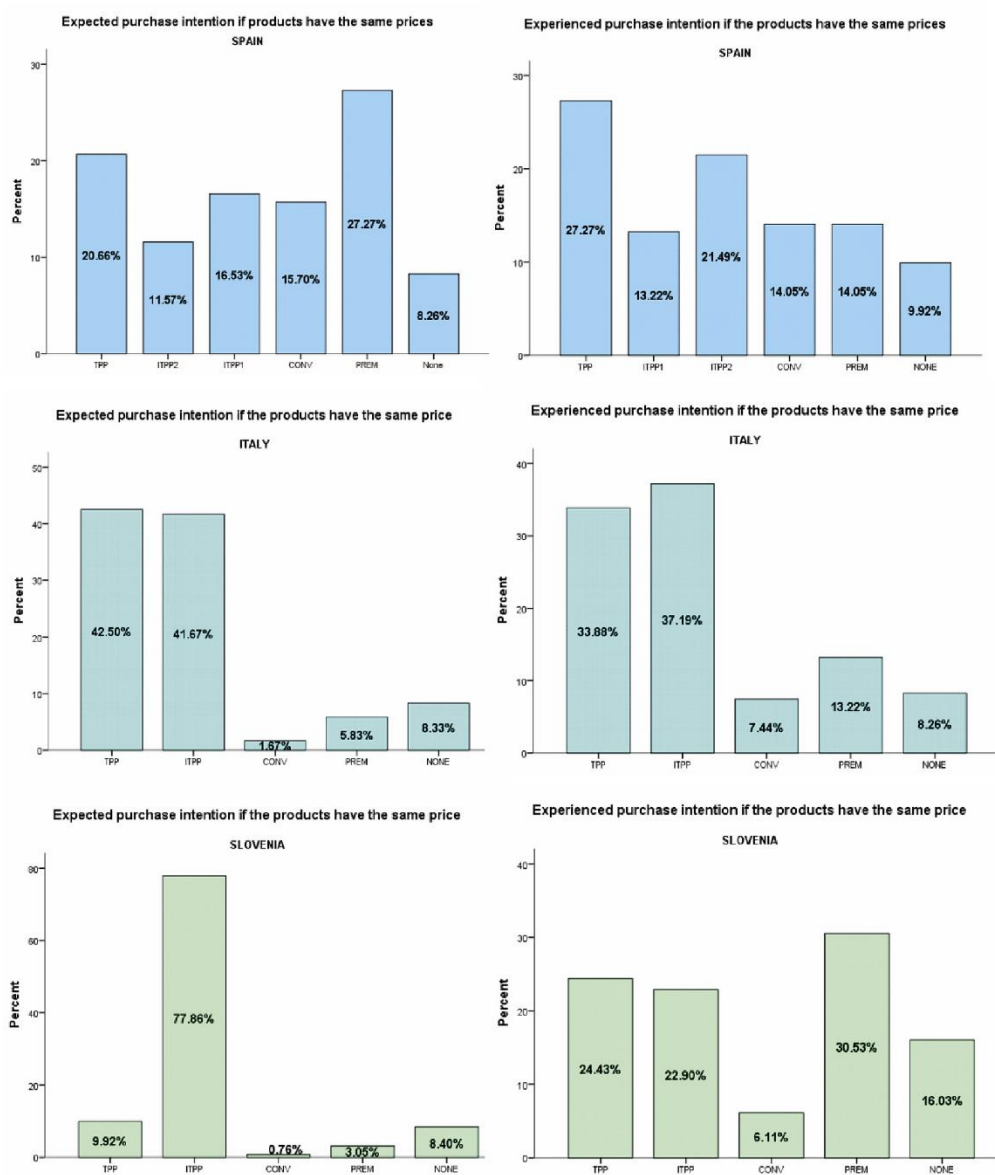 Expected purchase intention if products have the same prices
SPAIN
Percent
30
20
10
0
20.66%
11.57%
16.53%
15.70%
27.27%
8.26%
TPP ITPP2 ITPP1 CONV PREM None
Experienced purchase intention if the products have the same prices
SPAIN
Percent
30
20
10
0
27.27%
13.22%
21.49%
14.05%
14.05%
9.92%
TPP ITPP1 ITPP2 CONV PREM NONE
Expected purchase intention if the products have the same price
ITALY
Percent
50
40
30
20
10
0
42.50%
41.67%
1.67%
5.83%
8.33%
TPP ITPP CONV PREM NONE
Experienced purchase intention if the products have the same price
ITALY
Percent
40
30
20
10
0
33.88%
37.19%
7.44%
13.22%
8.26%
TPP ITPP CONV PREM NONE
Expected purchase intention if the products have the same price
SLOVENIA
Percent
80
60
40
20
0
9.92%
77.86%
0.76%
3.05%
8.40%
TPP ITPP CONV PREM NONE
Experienced purchase intention if the products have the same price
SLOVENIA
Percent
40
30
20
10
0
24.43%
22.90%
6.11%
30.53%
16.03%
TPP ITPP CONV PREM NONE